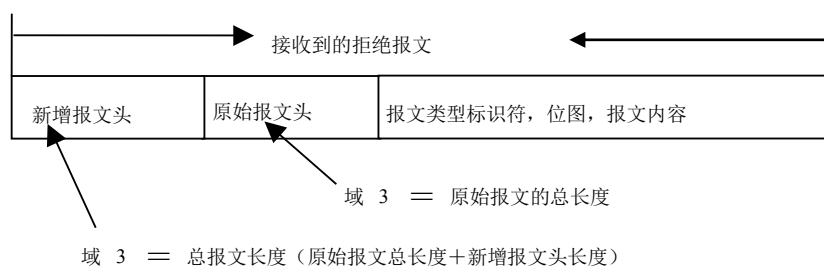 接收到的拒绝报文
新增报文头
原始报文头
报文类型标识符，位图，报文内容
域 3 ＝ 原始报文的总长度
域 3 ＝ 总报文长度（原始报文总长度＋新增报文头长度）